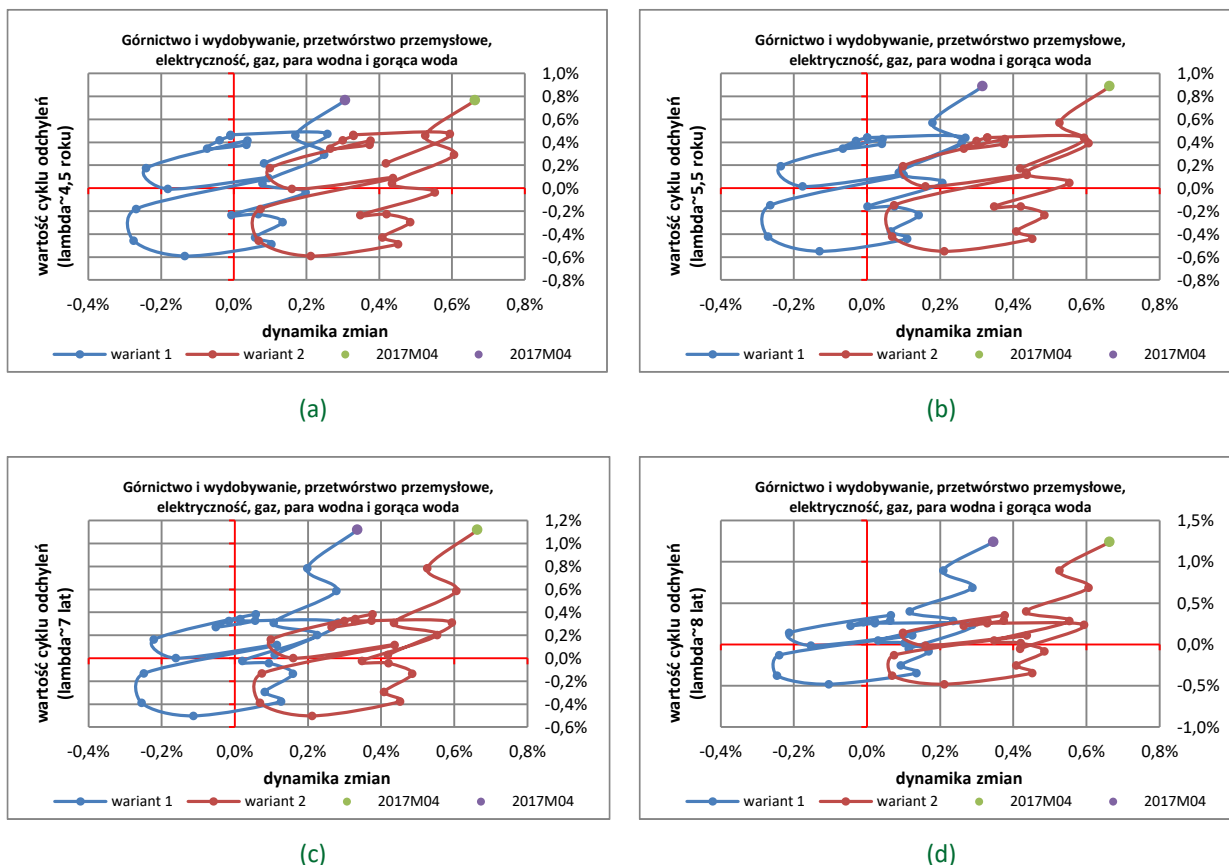 Górnictwo i wydobywanie, przetwórstwo przemysłowe,
elektryczność, gaz, para wodna i gorąca woda
1,0%
0,8%
0,6%
0,4%
0,2%
0,0%
-0,2%
-0,4%
-0,6%
-0,8%
wartość cyklu odchyleń
(lambda~4,5 roku)
-0,4% -0,2% 0,0% 0,2% 0,4% 0,6% 0,8%
dynamika zmian
wariant 1 wariant 2 2017M04 2017M04
(a)
Górnictwo i wydobywanie, przetwórstwo przemysłowe,
elektryczność, gaz, para wodna i gorąca woda
1,0%
0,8%
0,6%
0,4%
0,2%
0,0%
-0,2%
-0,4%
-0,6%
-0,8%
wartość cyklu odchyleń
(lambda~5,5 roku)
-0,4% -0,2% 0,0% 0,2% 0,4% 0,6% 0,8%
dynamika zmian
wariant 1 wariant 2 2017M04 2017M04
(b)
Górnictwo i wydobywanie, przetwórstwo przemysłowe,
elektryczność, gaz, para wodna i gorąca woda
1,2%
1,0%
0,8%
0,6%
0,4%
0,2%
0,0%
-0,2%
-0,4%
-0,6%
wartość cyklu odchyleń
(lambda~7 lat)
-0,4% -0,2% 0,0% 0,2% 0,4% 0,6% 0,8%
dynamika zmian
wariant 1 wariant 2 2017M04 2017M04
(c)
Górnictwo i wydobywanie, przetwórstwo przemysłowe,
elektryczność, gaz, para wodna i gorąca woda
1,5%
1,0%
0,5%
0,0%
-0,5%
-1,0%
wartość cyklu odchyleń
(lambda~8 lat)
-0,4% -0,2% 0,0% 0,2% 0,4% 0,6% 0,8%
dynamika zmian
wariant 1 wariant 2 2017M04 2017M04
(d)